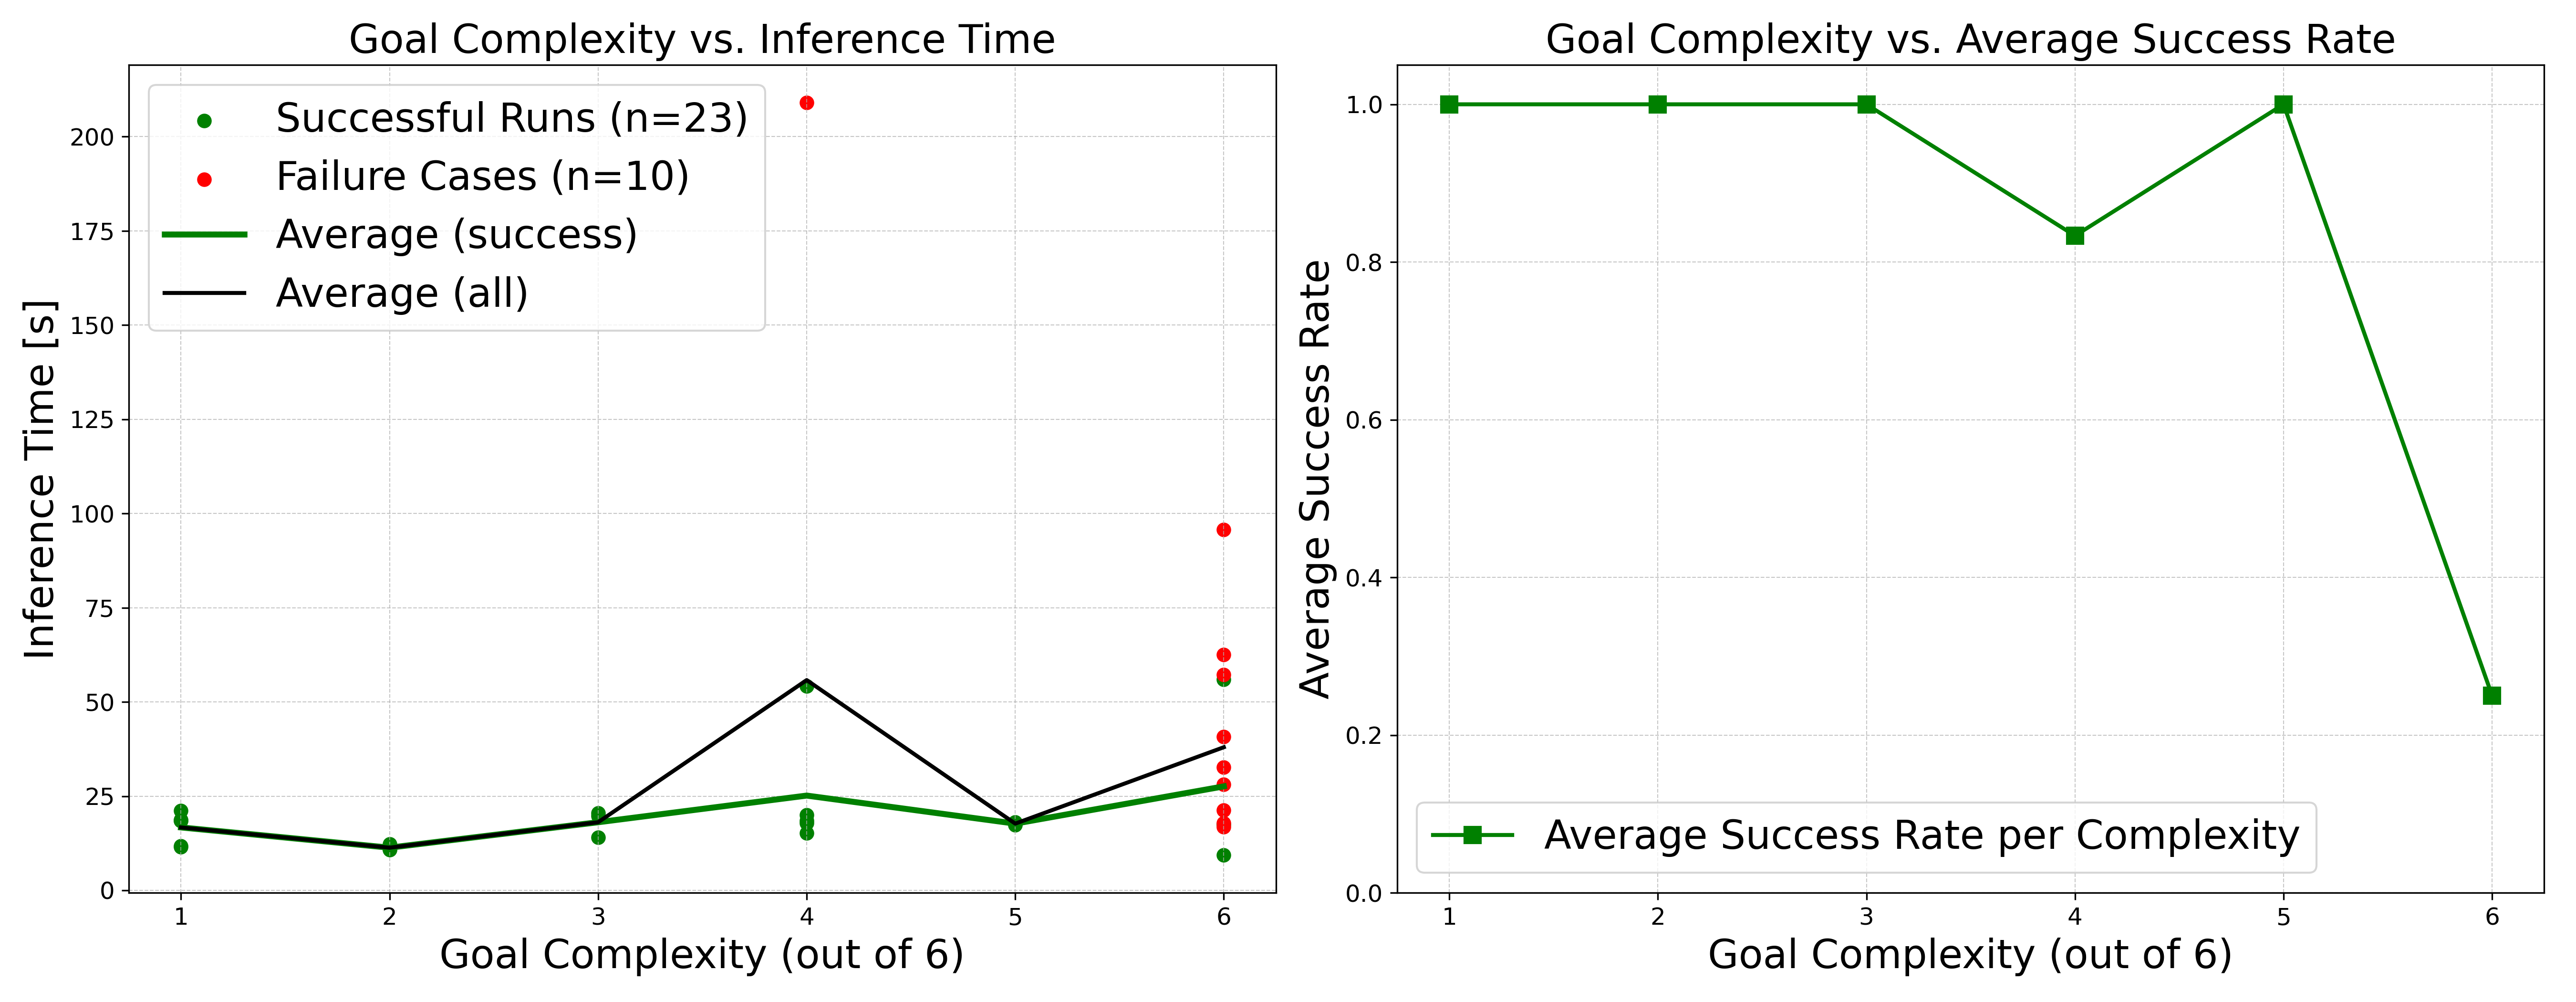 Goal Complexity vs. Inference Time
Successful Runs (n=23)
Failure Cases (n=10)
Average (success)
Average (all)
Inference Time [s]
200
175
150
125
100
75
50
25
0
1 2 3 4 5 6
Goal Complexity (out of 6)
Goal Complexity vs. Average Success Rate
Average Success Rate
1.0
0.8
0.6
0.4
0.2
0.0
Average Success Rate per Complexity
1 2 3 4 5 6
Goal Complexity (out of 6)